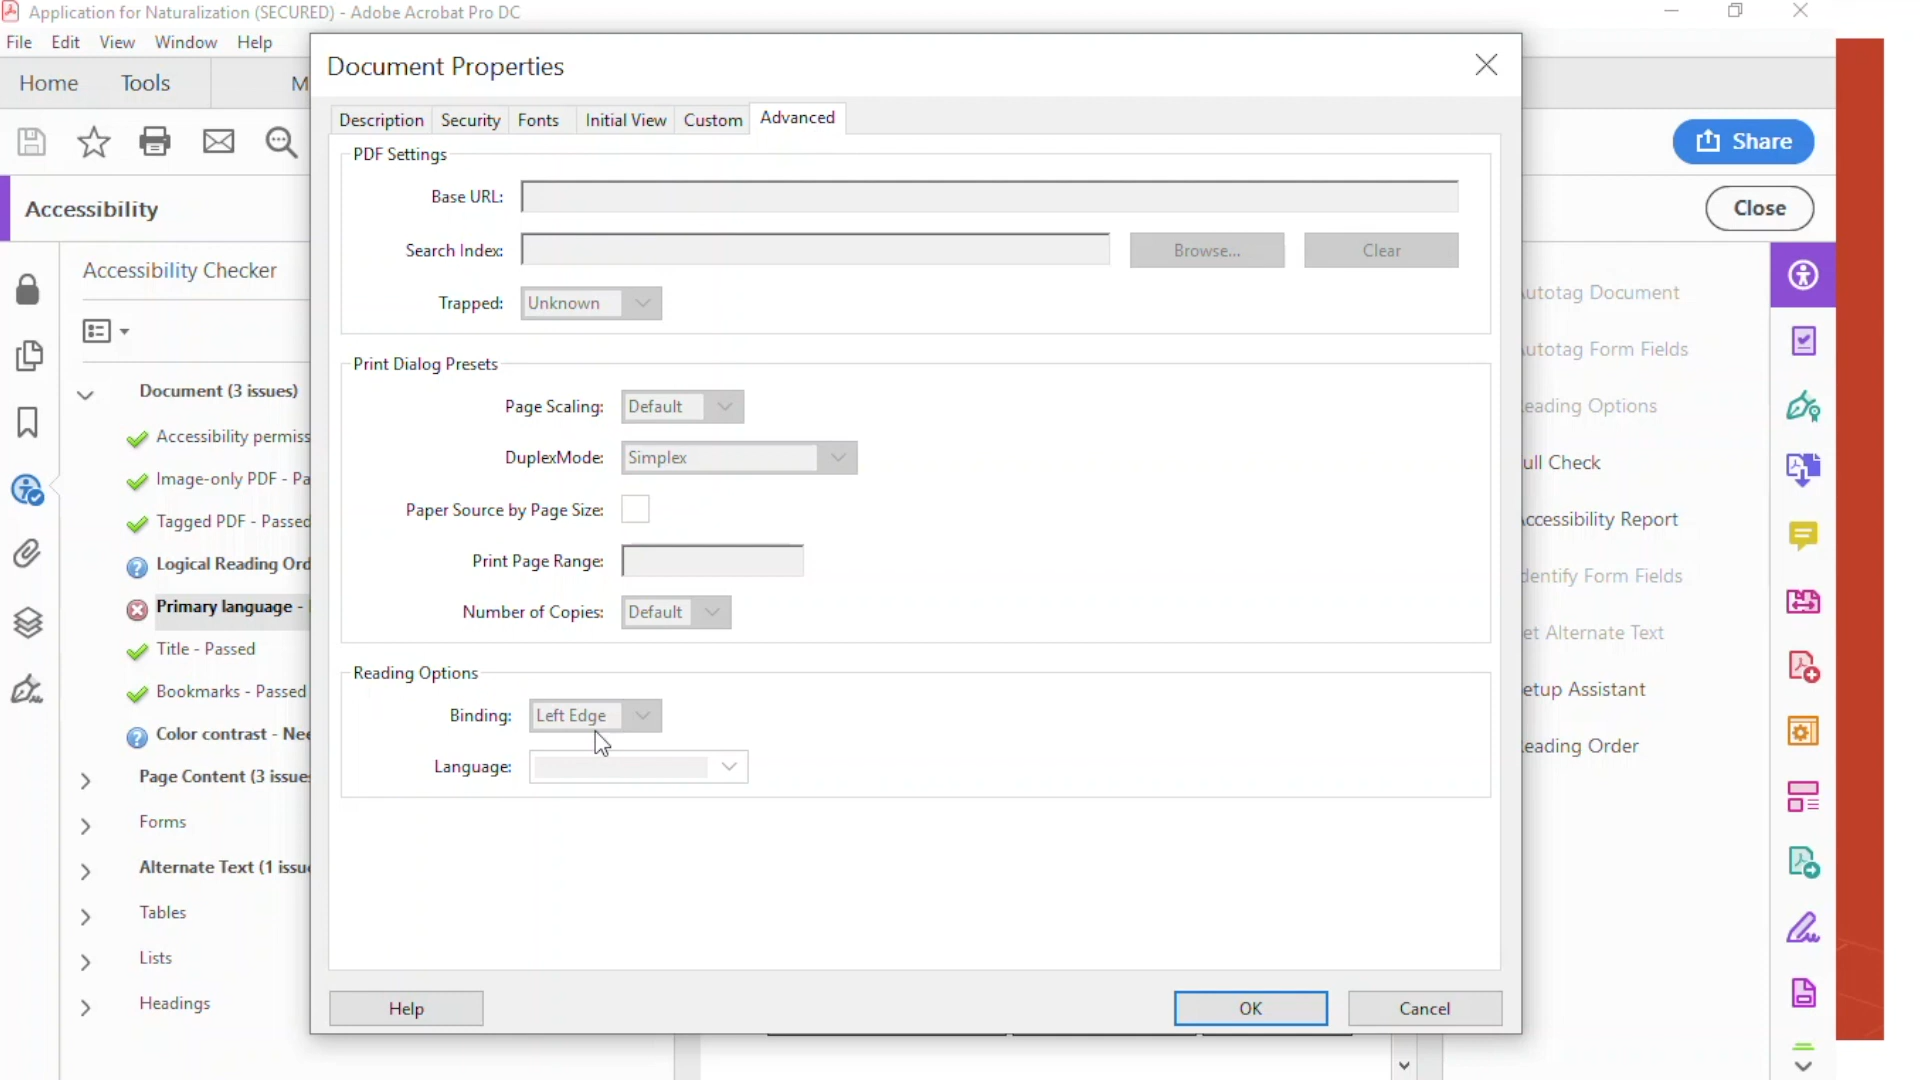 Application for Naturalization (SECURED) - Adobe Acrobat Pro DC
File Edit View Window Help
Home Tools M
Share
Accessibility
Close
Accessibility Checker
Document (3 issues)
Accessibility permiss
Image-only PDF - Pa
Tagged PDF - Passed
Logical Reading Ord
Primary language -
Title - Passed
Bookmarks - Passed
Color contrast - Nee
Page Content (3 issue
Forms
Alternate Text (1 issu
Tables
Lists
Headings
Document Properties
Description Security Fonts Initial View Custom Advanced
PDF Settings
Base URL:
Search Index: Browse... Clear
Trapped: Unknown
Print Dialog Presets
Page Scaling: Default
DuplexMode: Simplex
Paper Source by Page Size:
Print Page Range:
Number of Copies: Default
Reading Options
Binding: Left Edge
Language:
Help OK Cancel
utotag Document
utotag Form Fields
eading Options
ull Check
ccessibility Report
dentify Form Fields
et Alternate Text
etup Assistant
eading Order